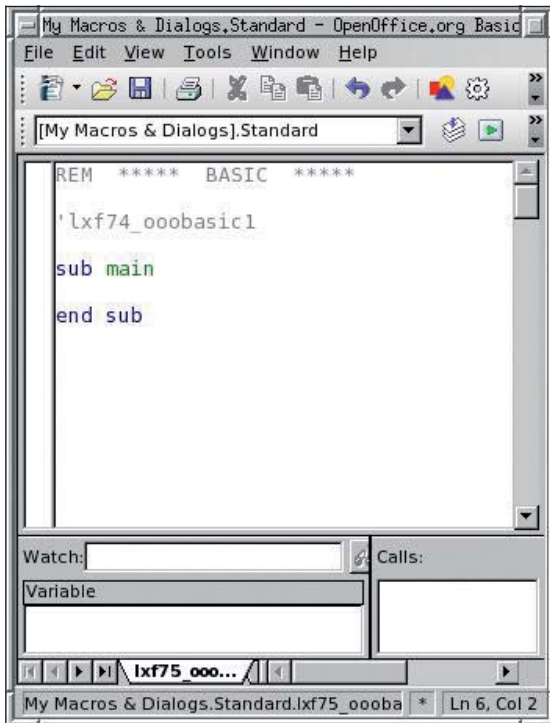 My Macros & Dialogs.Standard - OpenOffice.org Basic
File Edit View Tools Window Help
[My Macros & Dialogs].Standard
REM ***** BASIC *****
'lxf74_ooobasic1
sub main
end sub
Watch:
Calls:
Variable
lxf75_ooo...
My Macros & Dialogs.Standard.lxf75_oooba * Ln 6, Col 2